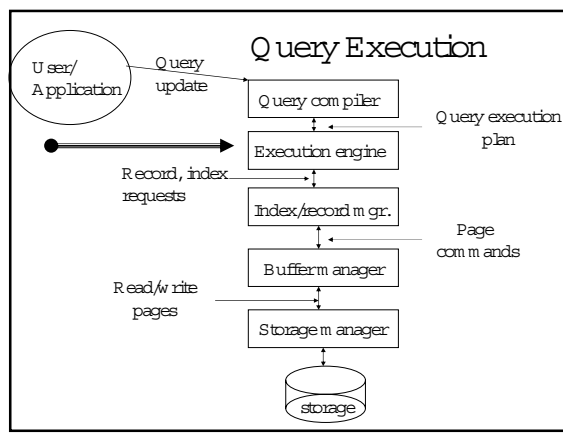 Query Execution
User/
Application
Query
update
Query compiler
Query execution
plan
Execution engine
Record, index
requests
Index/record mgr.
Page
commands
Buffer manager
Read/write
pages
Storage manager
storage